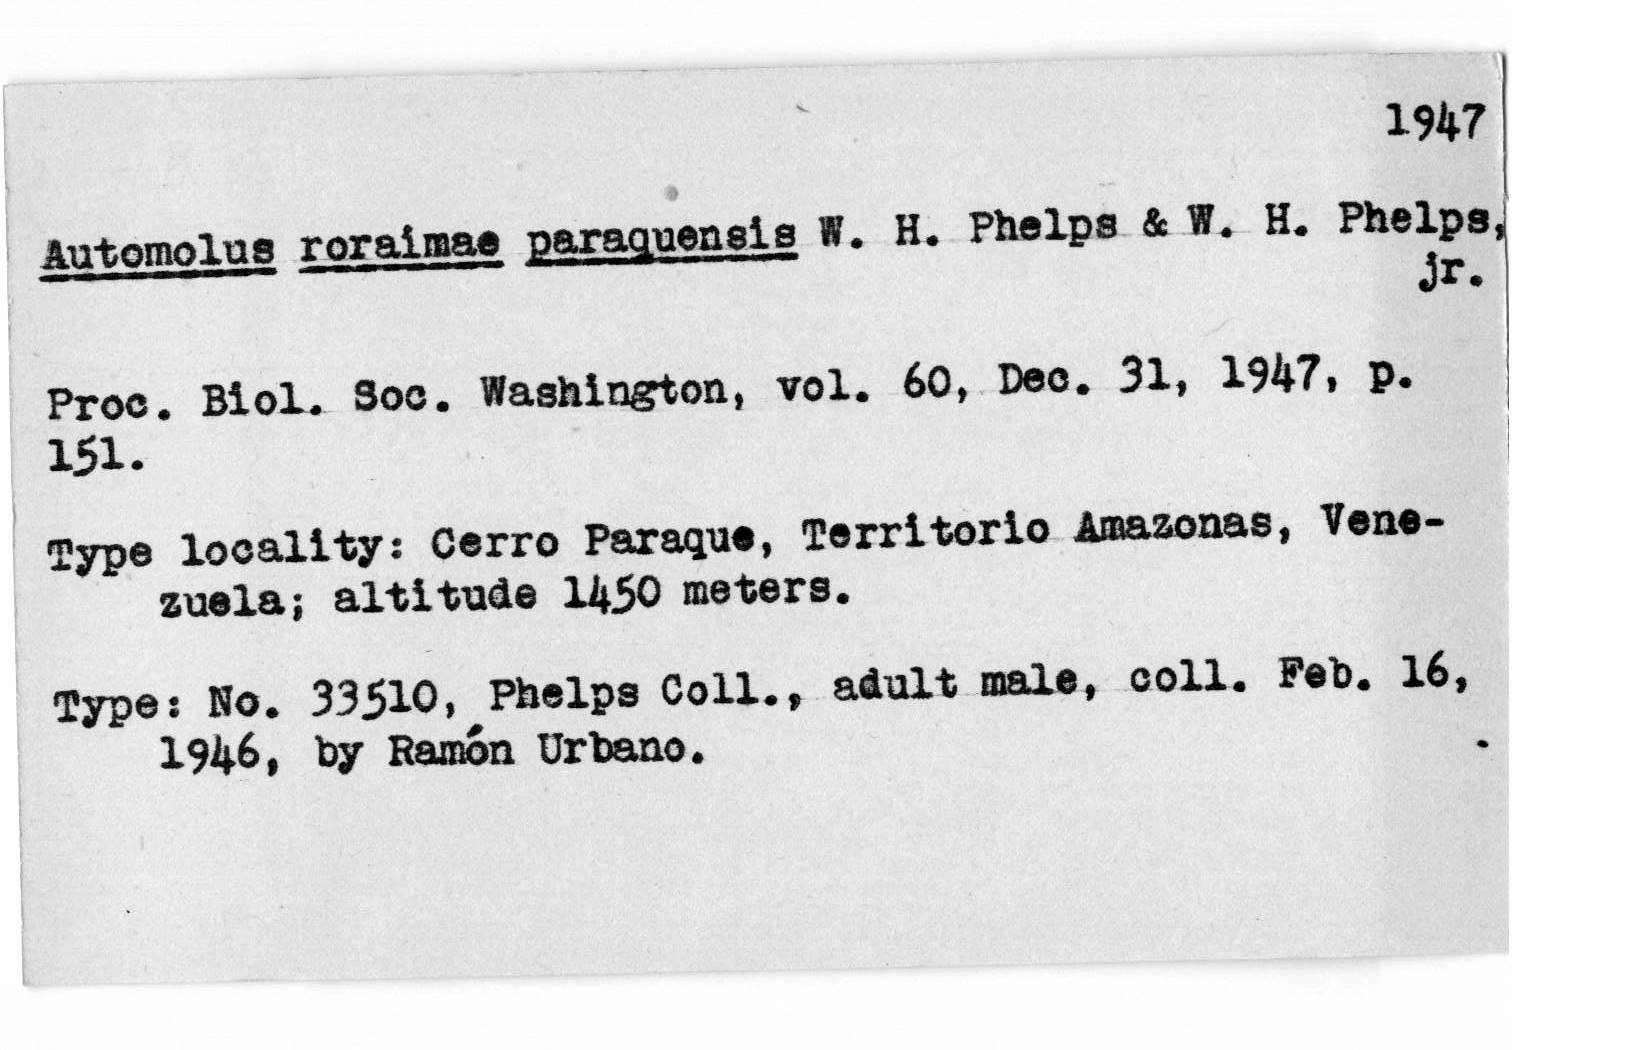 1947
Automolus roraimae paraquensis W. H. Phelps & W. H. Phelps,
jr.
Proc. Biol. Soc. Washington, vol. 60, Dec. 31, 1947, p.
151.
Type locality: Cerro Paraque, Territorio Amazonas, Vene-
zuela; altitude 1450 meters.
Type: No. 33510, Phelps Coll., adult male, coll. Feb. 16,
1946, by Ramón Urbano.